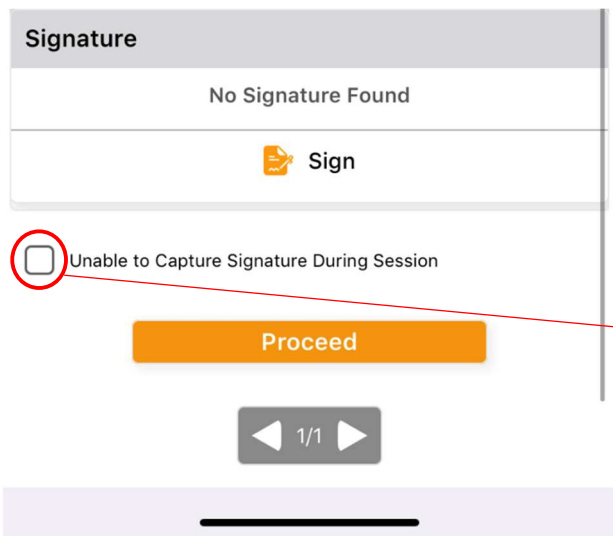 Signature
No Signature Found
Sign
Unable to Capture Signature During Session
Proceed
1/1